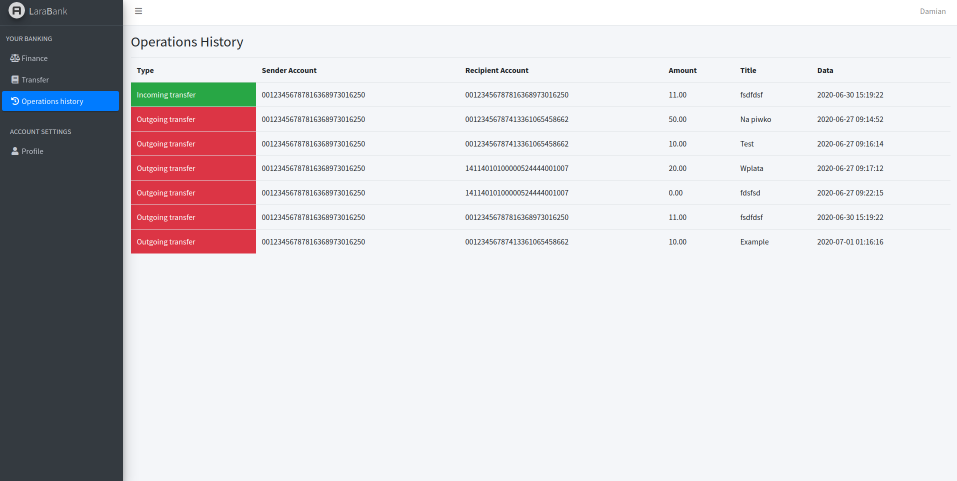 LaraBank
Damian
YOUR BANKING
Finance
Transfer
Operations history
ACCOUNT SETTINGS
Profile
Operations History
Type Sender Account Recipient Account Amount Title Data
Incoming transfer 00123456787816368973016250 00123456787816368973016250 11.00 fsdfdsf 2020-06-30 15:19:22
Outgoing transfer 00123456787816368973016250 00123456787413361065458662 50.00 Na piwko 2020-06-27 09:14:52
Outgoing transfer 00123456787816368973016250 00123456787413361065458662 10.00 Test 2020-06-27 09:16:14
Outgoing transfer 00123456787816368973016250 14114010100000524444001007 20.00 Wplata 2020-06-27 09:17:12
Outgoing transfer 00123456787816368973016250 14114010100000524444001007 0.00 fdsfsd 2020-06-27 09:22:15
Outgoing transfer 00123456787816368973016250 00123456787816368973016250 11.00 fsdfdsf 2020-06-30 15:19:22
Outgoing transfer 00123456787816368973016250 00123456787413361065458662 10.00 Example 2020-07-01 01:16:16